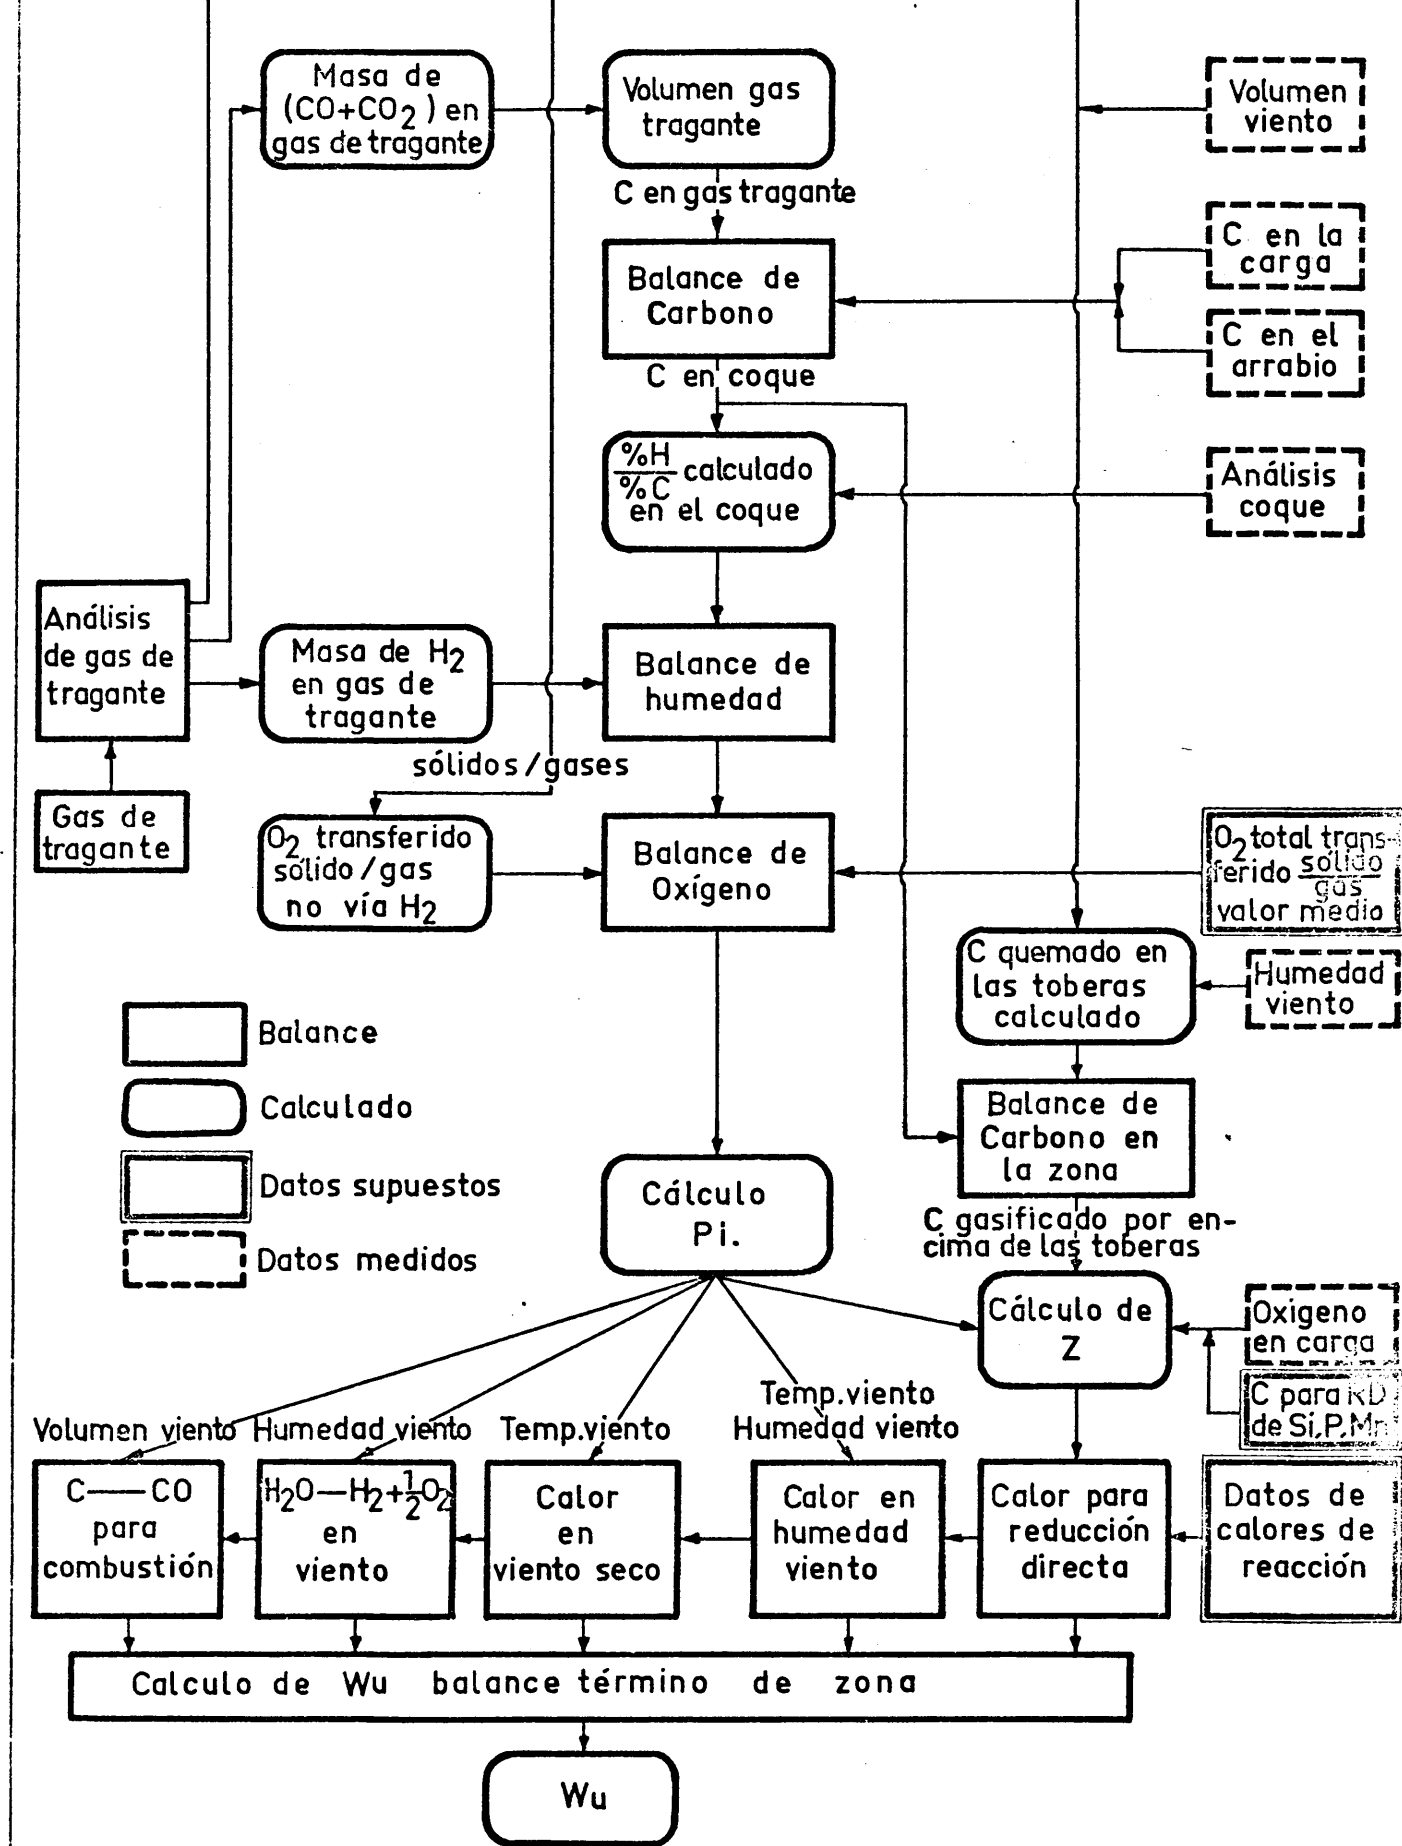 Masa de
(CO+CO2) en
gas de tragante
Volumen gas
tragante
Volumen
viento
C en gas tragante
C en la
carga
Balance de
Carbono
C en el
arrabio
C en coque
%H
%C
calculado
en el coque
Análisis
coque
Análisis
de gas de
tragante
Masa de H2
en gas de
tragante
Balance de
humedad
sólidos/gases
Gas de
tragante
O2 transferido
sólido/gas
no vía H2
Balance de
Oxígeno
O2 total trans-
ferido sólido
gas
valor medio
C quemado en
las toberas
calculado
Humedad
viento
Balance
Calculado
Datos supuestos
Datos medidos
Balance de
Carbono en
la zona
Cálculo
Pi.
C gasificado por en-
cima de las toberas
Cálculo de
Z
Oxigeno
en carga
C para RD
de Si,P.Mn
Volumen viento
Humedad viento
Temp.viento
Temp.viento
Humedad viento
C—CO
para
combustión
H2O—H2+1/2O2
en
viento
Calor
en
viento seco
Calor en
humedad
viento
Calor para
reducción
directa
Datos de
calores de
reacción
Calculo de Wu balance término de zona
Wu